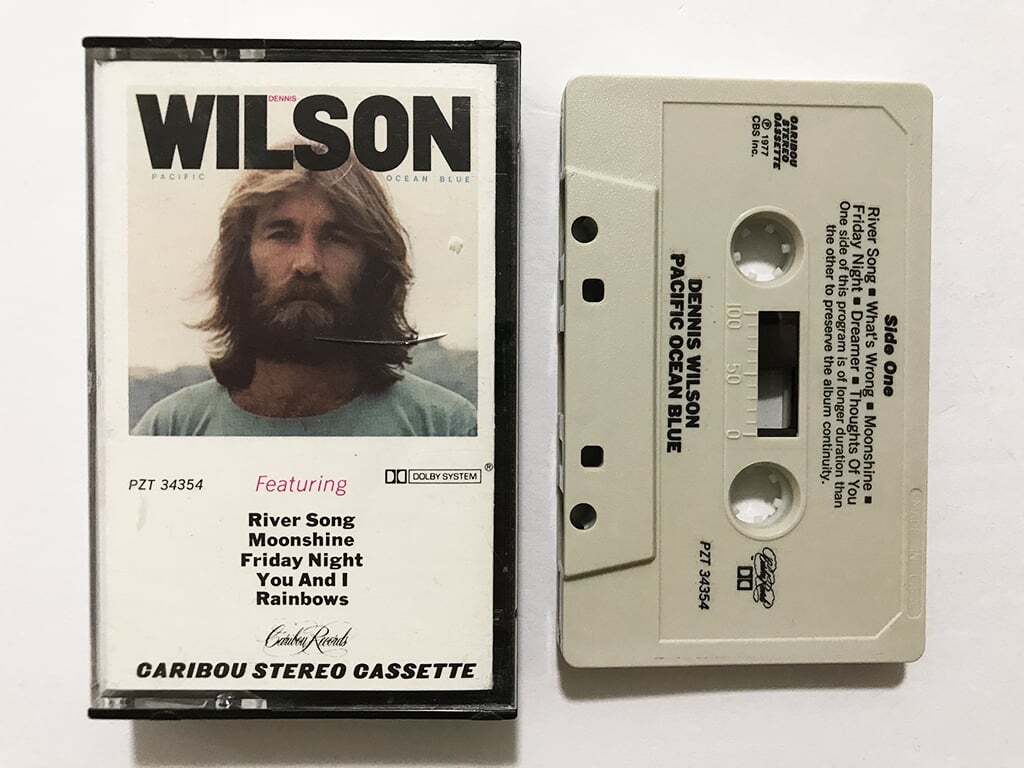 DENNIS
WILSON
PACIFIC OCEAN BLUE
PZT 34354
Featuring
DOLBY SYSTEM®
River Song
Moonshine
Friday Night
You And I
Rainbows
Caribou Records
CARIBOU STEREO CASSETTE
CARIBOU
STEREO
CASSETTE
℗ 1977
CBS Inc.
Side One
River Song ■ What's Wrong ■ Moonshine ■
Friday Night ■ Dreamer ■ Thoughts Of You
One side of this program is of longer duration than
the other to preserve the album continuity.
100 50 0
DENNIS WILSON
PACIFIC OCEAN BLUE
Caribou Records
PZT 34354